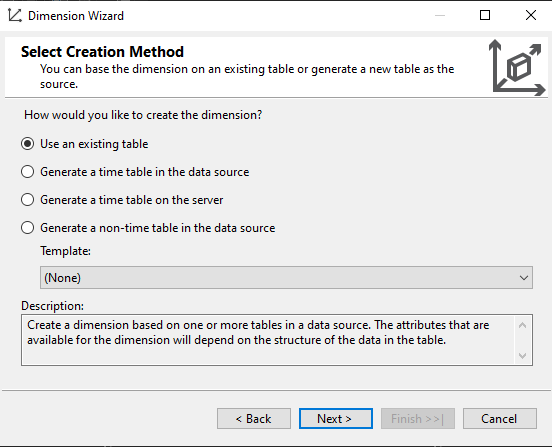 Dimension Wizard
Select Creation Method
You can base the dimension on an existing table or generate a new table as the
source.
How would you like to create the dimension?
Use an existing table
Generate a time table in the data source
Generate a time table on the server
Generate a non-time table in the data source
Template:
(None)
Description:
Create a dimension based on one or more tables in a data source. The attributes that are
available for the dimension will depend on the structure of the data in the table.
< Back
Next >
Finish >>|
Cancel